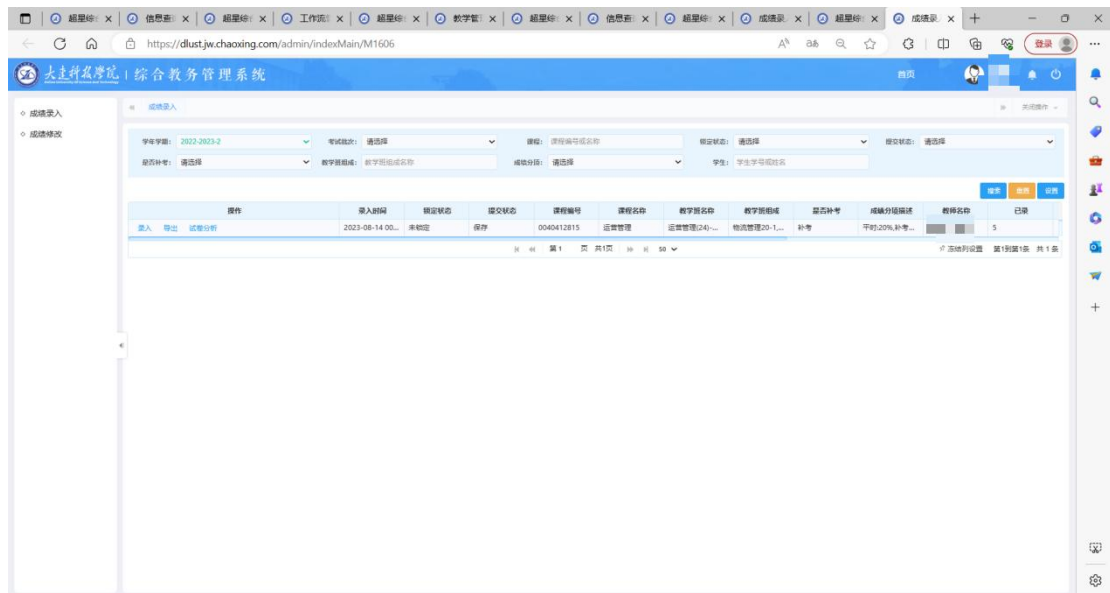 超星综 信息查 超星综 工作流 超星综 教学管 超星综 信息查 超星综 成绩录 超星综 成绩录
https://dlust.jw.chaoxing.com/admin/indexMain/M1606 登录
大连科技学院 | 综合教务管理系统 首页
成绩录入
成绩修改
成绩录入 关闭操作
学年学期: 2022-2023-2 考试批次: 请选择 课程: 课程编号或名称 锁定状态: 请选择 提交状态: 请选择
是否补考: 请选择 教学班组成: 教学班组成名称 成绩分项: 请选择 学生: 学生学号或姓名
搜索 重置 设置
操作 录入时间 锁定状态 提交状态 课程编号 课程名称 教学班名称 教学班组成 是否补考 成绩分项描述 教师名称 已录
录入 导出 试卷分析 2023-08-14 00... 未锁定 保存 0040412815 运营管理 运营管理(24)-... 物流管理20-1,... 补考 平时:20%,补考... 5
第 1 页 共1页 50 冻结列设置 第1到第1条 共 1 条